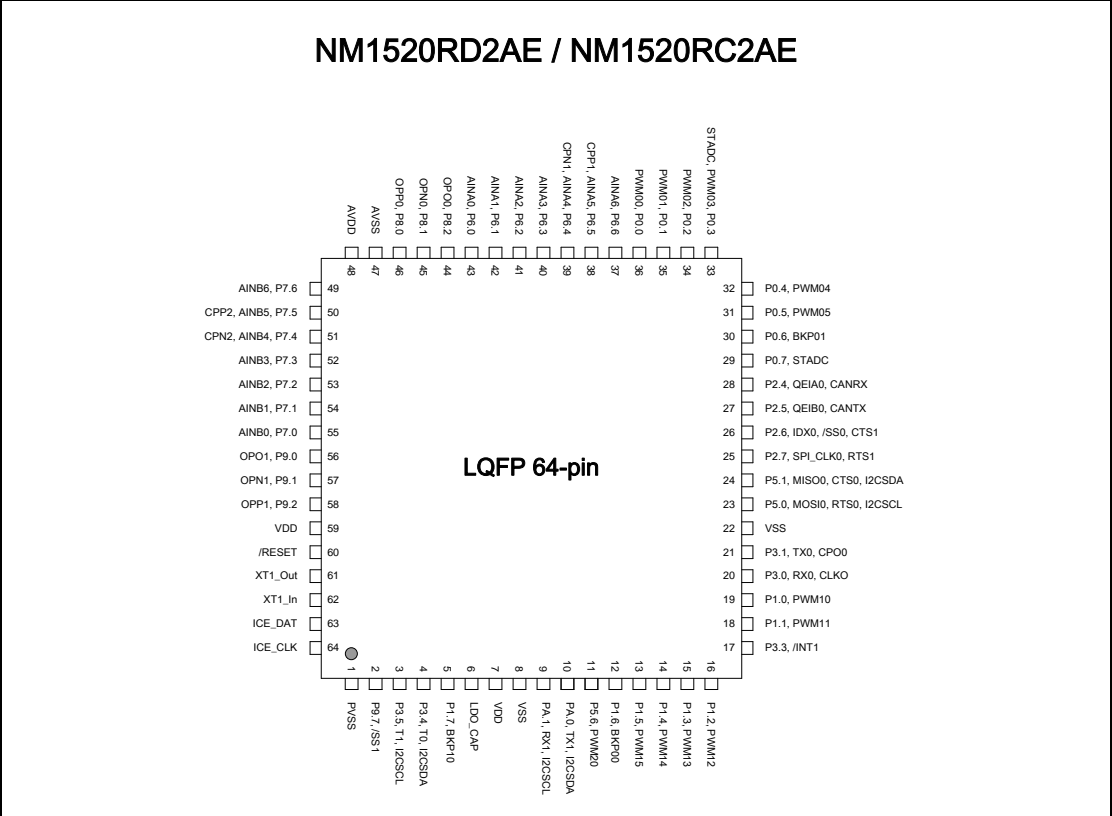 NM1520RD2AE / NM1520RC2AE
AVDD
AVSS
OPP0, P8.0
OPN0, P8.1
OPO0, P8.2
AINA0, P6.0
AINA1, P6.1
AINA2, P6.2
AINA3, P6.3
CPN1, AINA4, P6.4
CPP1, AINA5, P6.5
AINA6, P6.6
PWM00, P0.0
PWM01, P0.1
PWM02, P0.2
STADC, PWM03, P0.3
48
47
46
45
44
43
42
41
40
39
38
37
36
35
34
33
AINB6, P7.6 49
CPP2, AINB5, P7.5 50
CPN2, AINB4, P7.4 51
AINB3, P7.3 52
AINB2, P7.2 53
AINB1, P7.1 54
AINB0, P7.0 55
OPO1, P9.0 56
OPN1, P9.1 57
OPP1, P9.2 58
VDD 59
/RESET 60
XT1_Out 61
XT1_In 62
ICE_DAT 63
ICE_CLK 64
LQFP 64-pin
32 P0.4, PWM04
31 P0.5, PWM05
30 P0.6, BKP01
29 P0.7, STADC
28 P2.4, QEIA0, CANRX
27 P2.5, QEIB0, CANTX
26 P2.6, IDX0, /SS0, CTS1
25 P2.7, SPI_CLK0, RTS1
24 P5.1, MISO0, CTS0, I2CSDA
23 P5.0, MOSI0, RTS0, I2CSCL
22 VSS
21 P3.1, TX0, CPO0
20 P3.0, RX0, CLKO
19 P1.0, PWM10
18 P1.1, PWM11
17 P3.3, /INT1
1
2
3
4
5
6
7
8
9
10
11
12
13
14
15
16
PVSS
P9.7, /SS1
P3.5, T1, I2CSCL
P3.4, T0, I2CSDA
P1.7, BKP10
LDO_CAP
VDD
VSS
PA.1, RX1, I2CSCL
PA.0, TX1, I2CSDA
P5.6, PWM20
P1.6, BKP00
P1.5, PWM15
P1.4, PWM14
P1.3, PWM13
P1.2, PWM12